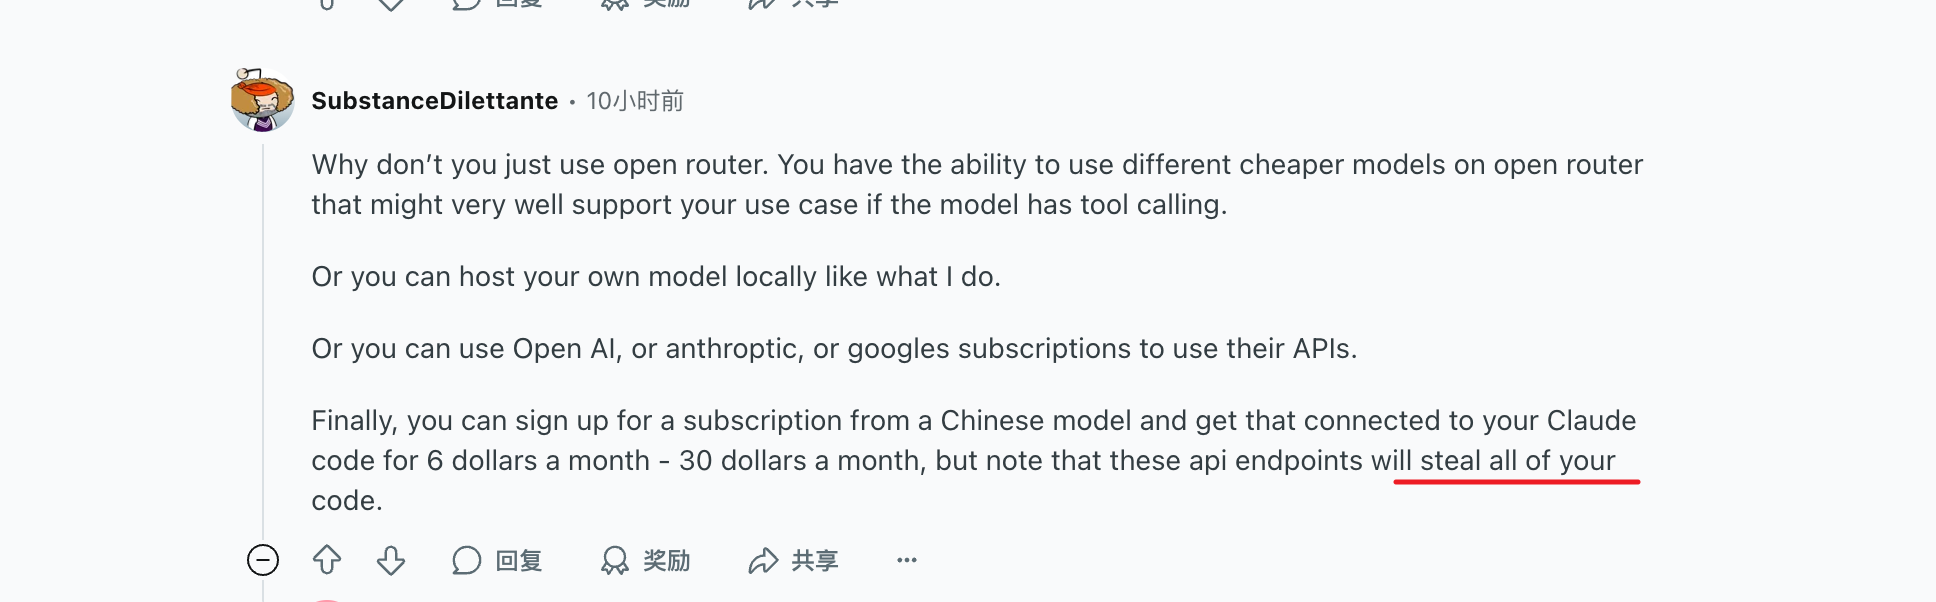 回复 奖励 共享
SubstanceDilettante • 10小时前
Why don’t you just use open router. You have the ability to use different cheaper models on open router
that might very well support your use case if the model has tool calling.
Or you can host your own model locally like what I do.
Or you can use Open AI, or anthroptic, or googles subscriptions to use their APIs.
Finally, you can sign up for a subscription from a Chinese model and get that connected to your Claude
code for 6 dollars a month - 30 dollars a month, but note that these api endpoints will steal all of your
code.
回复 奖励 共享 ...